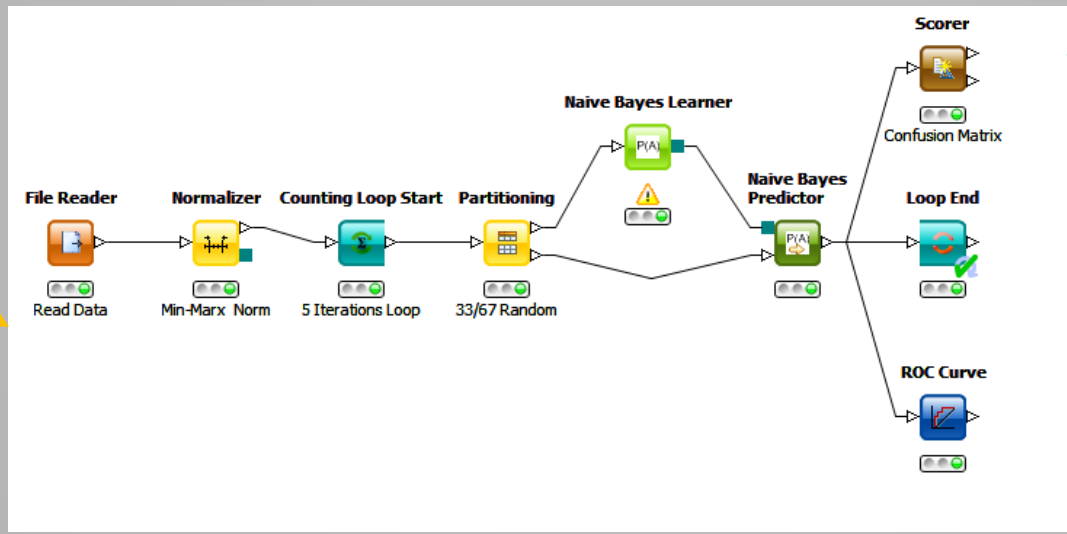 Scorer
Confusion Matrix
Naive Bayes Learner
P(A)
Naive Bayes
Predictor
P(A)
File Reader
Normalizer
Counting Loop Start
Partitioning
Loop End
Σ
Read Data
Min-Marx Norm
5 Iterations Loop
33/67 Random
ROC Curve